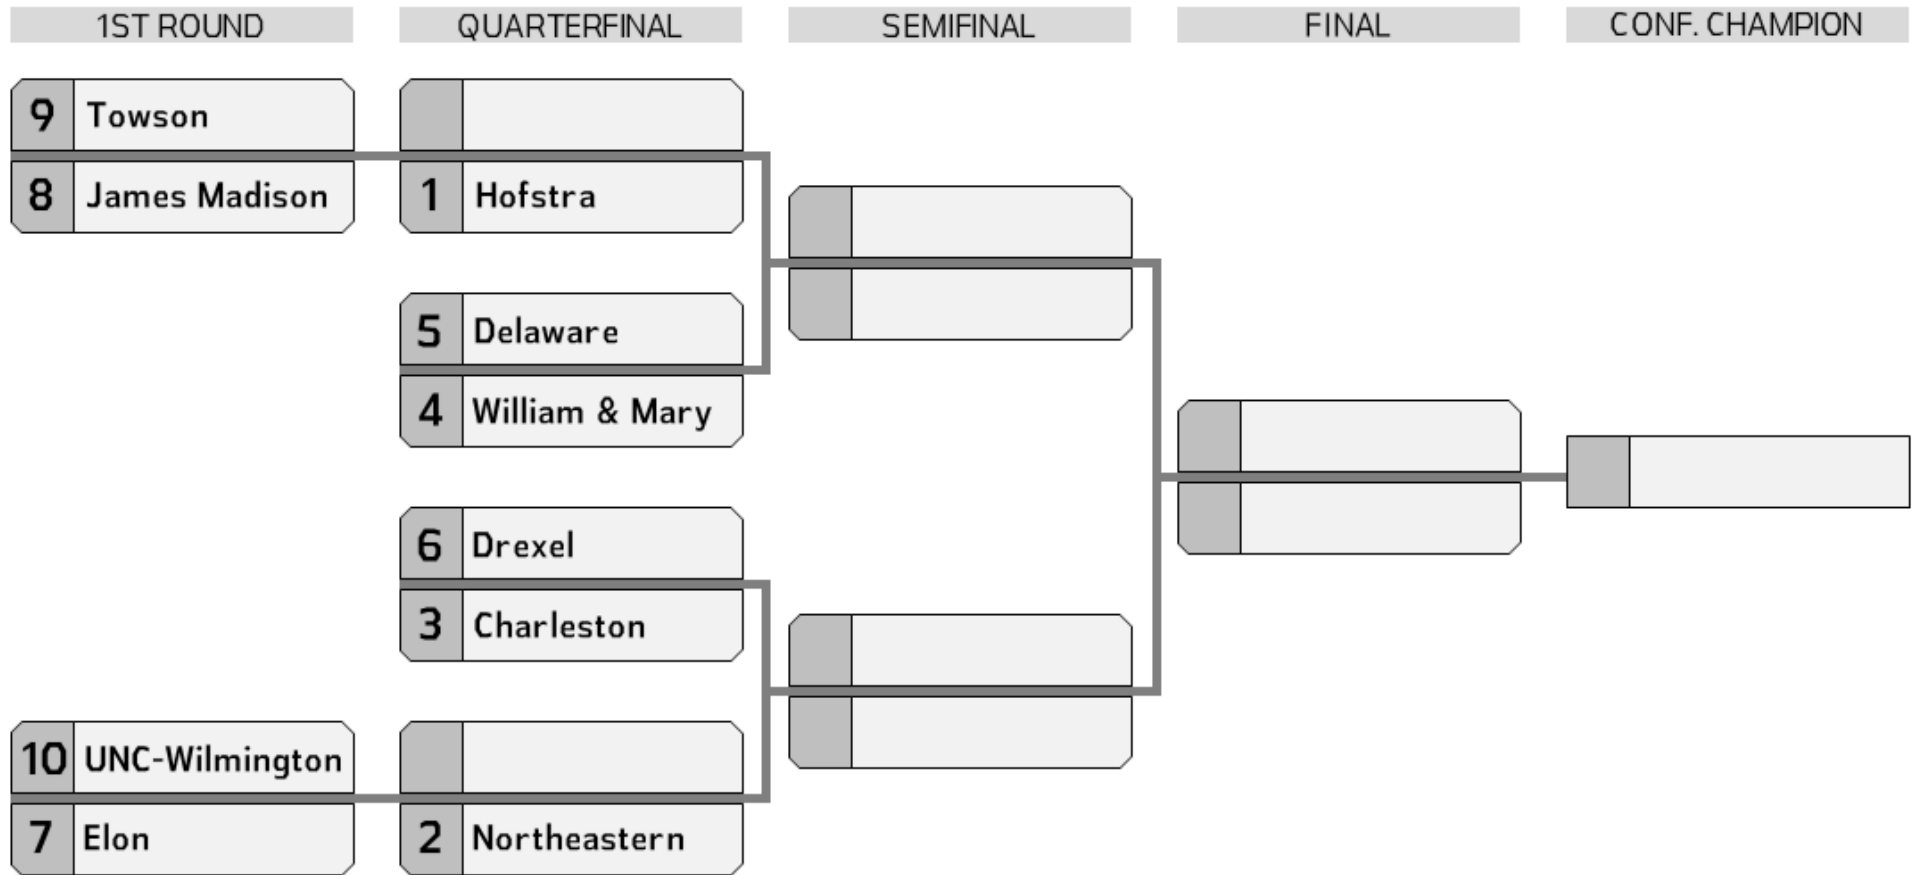 1ST ROUND QUARTERFINAL SEMIFINAL FINAL CONF. CHAMPION
9 Towson
8 James Madison
1 Hofstra
5 Delaware
4 William & Mary
6 Drexel
3 Charleston
10 UNC-Wilmington
7 Elon
2 Northeastern